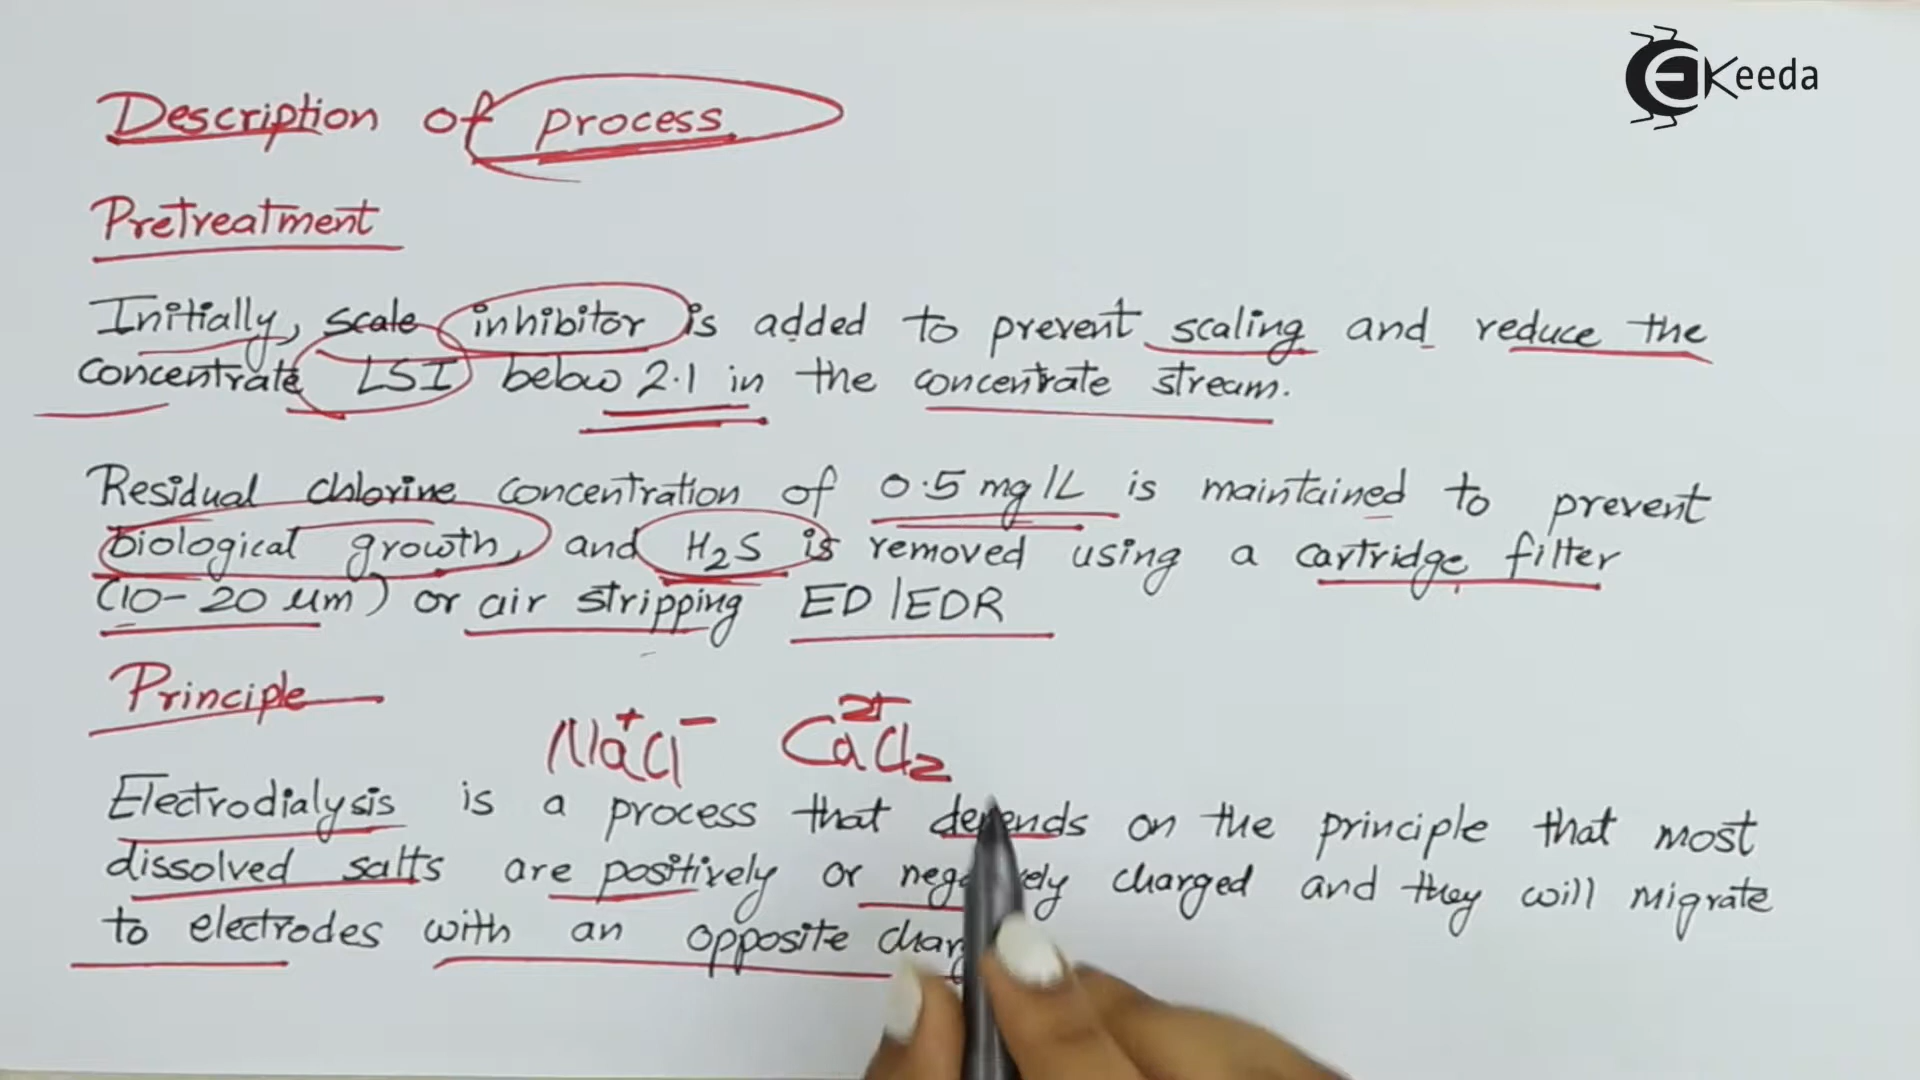 EKeeda
Description of process
Pretreatment
Initially, scale inhibitor is added to prevent scaling and reduce the
concentrate LSI below 2.1 in the concentrate stream.
Residual chlorine concentration of 0.5 mg/L is maintained to prevent
biological growth, and H2S is removed using a cartridge filter
(10-20 µm) or air stripping ED/EDR
Principle
Na+Cl- Ca2+Cl2
Electrodialysis is a process that depends on the principle that most
dissolved salts are positively or charged and they will migrate
to electrodes with an opposite